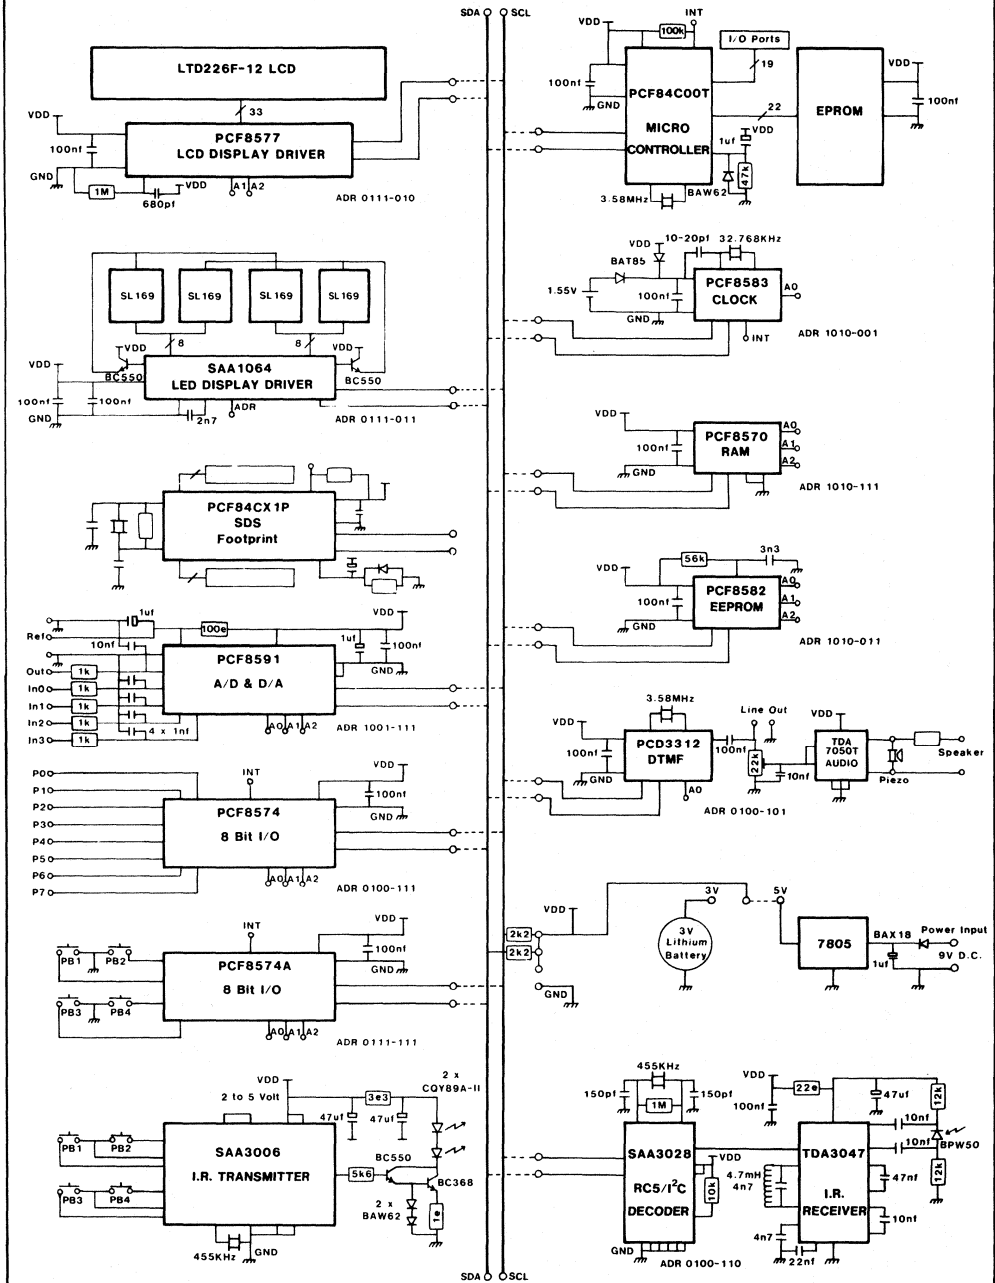 SDA SCL
LTD226F-12 LCD
33
VDD
PCF8577
LCD DISPLAY DRIVER
100nf
GND
1M
VDD
680pf
A1 A2
ADR 0111-010
SL169 SL169 SL169 SL169
8 8
VDD VDD
VDD
BC550 BC550
SAA1064
LED DISPLAY DRIVER
100nf 100nf
GND
2n7
ADR
ADR 0111-011
PCF84CX1P
SDS
Footprint
1uf
Ref
100e
VDD
10nf
1uf
100nf
PCF8591
A/D & D/A
GND
Out 1k
In0 1k
In1 1k
In2 1k
In3 1k
4 x 1nf
A0 A1 A2
ADR 1001-111
P0
P1
P2
P3
P4
P5
P6
P7
INT
VDD
100nf
GND
PCF8574
8 Bit I/O
A0 A1 A2
ADR 0100-111
INT
VDD
100nf
GND
PB1 PB2
PB3 PB4
PCF8574A
8 Bit I/O
A0 A1 A2
ADR 0111-111
2 x
CQY89A-II
VDD
2 to 5 Volt
3e3
47uf 47uf
PB1 PB2
PB3 PB4
SAA3006
I.R. TRANSMITTER
5k6
BC550
BC368
2 x
BAW62
1e
455KHz
GND
SDA SCL
INT
VDD
100k
I/O Ports
19
100nf
GND
PCF84C00T
MICRO
CONTROLLER
22
EPROM
VDD
100nf
1uf
VDD
47k
BAW62
3.58MHz
VDD
10-20pf 32.768KHz
BAT85
1.55V
100nf
GND
PCF8583
CLOCK
A0
INT
ADR 1010-001
VDD
100nf
GND
PCF8570
RAM
A0
A1
A2
ADR 1010-111
56k
3n3
VDD
100nf
GND
PCF8582
EEPROM
A0
A1
A2
ADR 1010-011
3.58MHz
Line Out
VDD
VDD
100nf
GND
PCD3312
DTMF
100nf
22k
10nf
TDA
7050T
AUDIO
Speaker
Piezo
A0
ADR 0100-101
3V 5V
VDD
2k2
2k2
GND
3V
Lithium
Battery
7805
BAX18
Power Input
9V D.C.
1uf
455KHz
150pf 150pf
1M
VDD
22e
100nf
47uf
12k
10nf
10nf
BPW50
12k
SAA3028
RC5/I²C
DECODER
VDD
10k
4.7mH
4n7
TDA3047
I.R.
RECEIVER
47nf
10nf
4n7
22nf
GND
ADR 0100-110